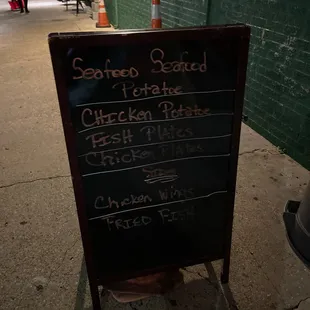 Seafood Seafood
Potatoe
Chicken Potatoe
Fish Plates
Chicken Plates
Chicken Wings
Fried Fish